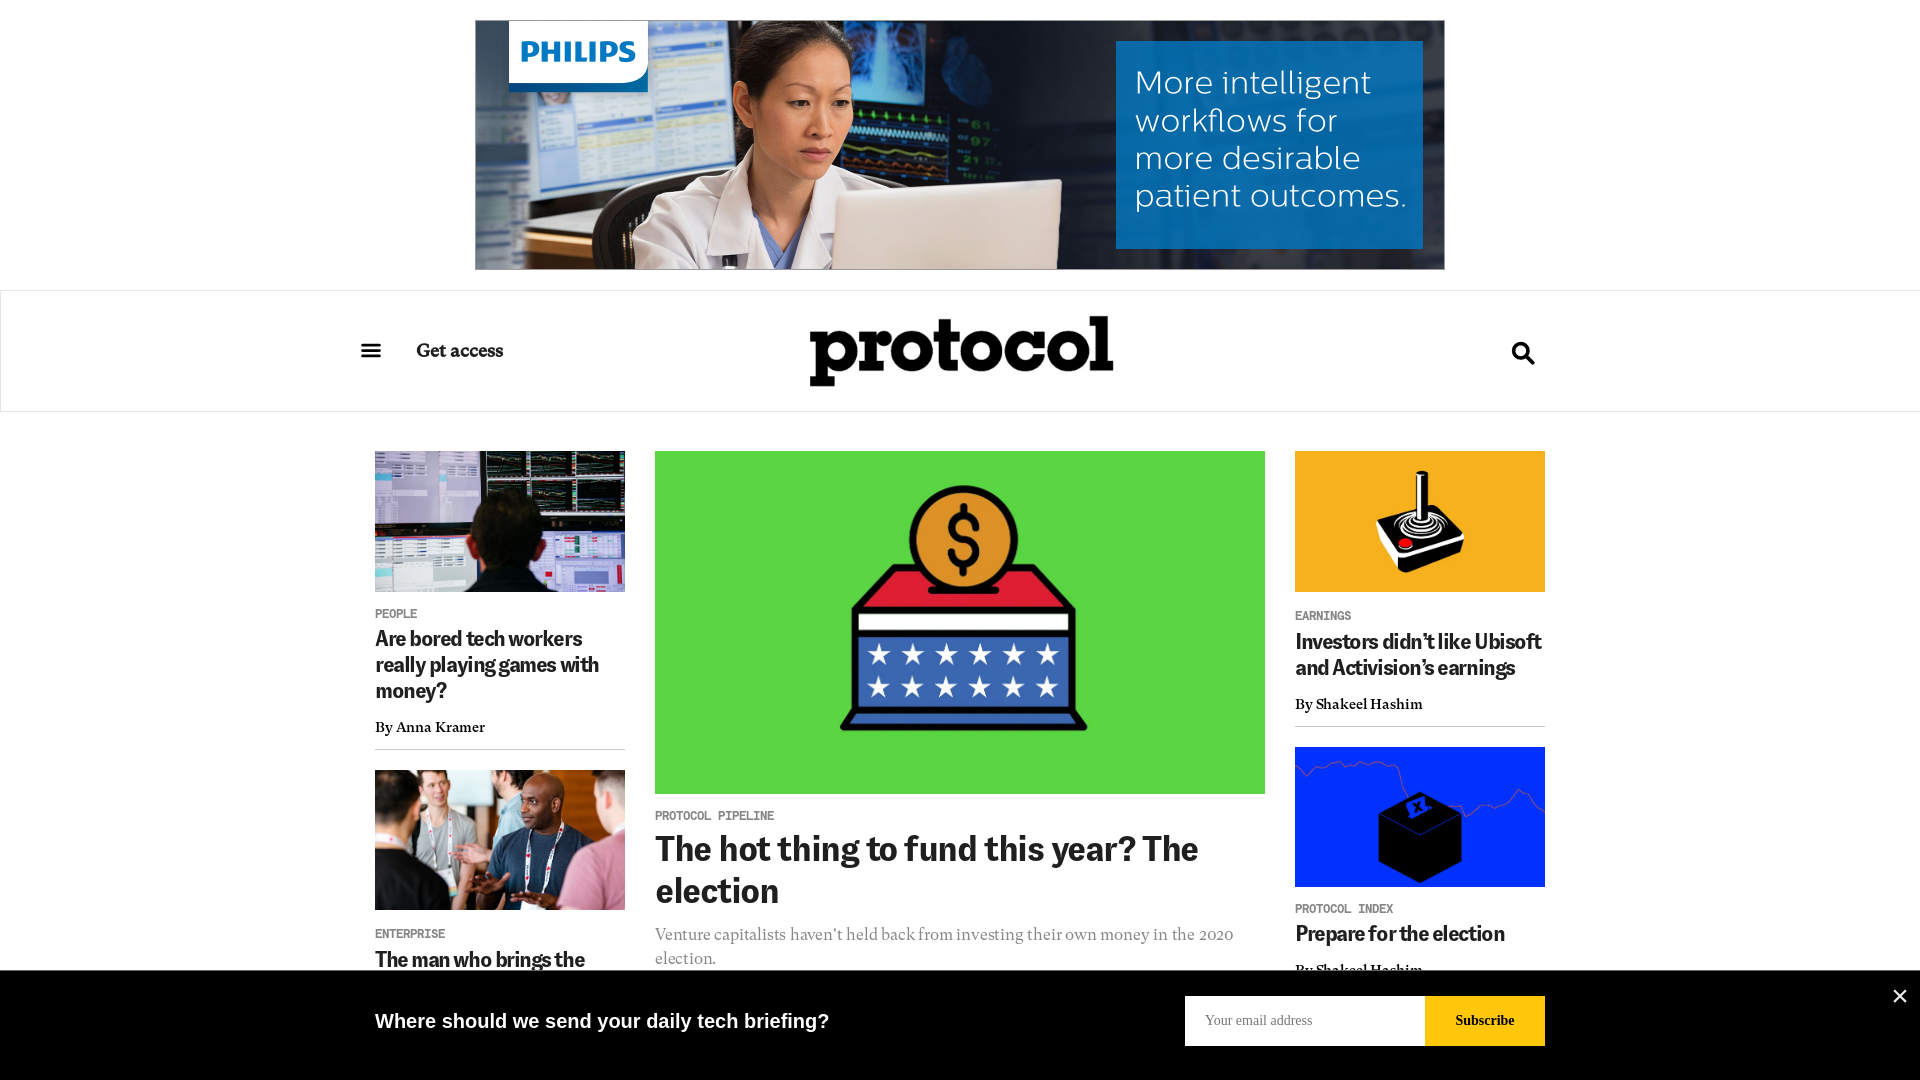 PHILIPS
More intelligent
workflows for
more desirable
patient outcomes.
Get access
protocol
PEOPLE
Are bored tech workers
really playing games with
money?
By Anna Kramer
ENTERPRISE
The man who brings the
PROTOCOL PIPELINE
The hot thing to fund this year? The
election
Venture capitalists haven't held back from investing their own money in the 2020
election.
EARNINGS
Investors didn’t like Ubisoft
and Activision’s earnings
By Shakeel Hashim
PROTOCOL INDEX
Prepare for the election
By Shakeel Hashim
Where should we send your daily tech briefing?
Your email address
Subscribe